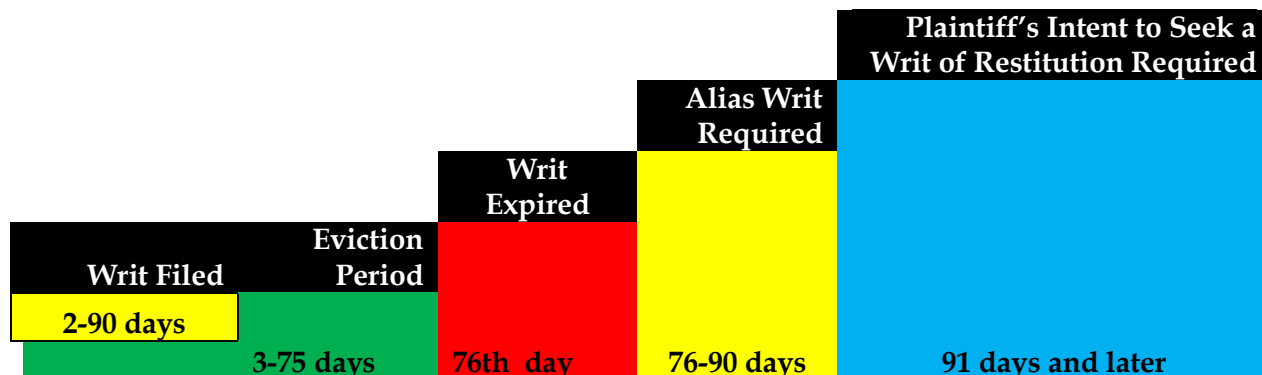 Plaintiff’s Intent to Seek a
Writ of Restitution Required
Alias Writ
Required
Writ
Expired
Eviction
Period
Writ Filed
2-90 days
3-75 days
76th  day
76-90 days
91 days and later